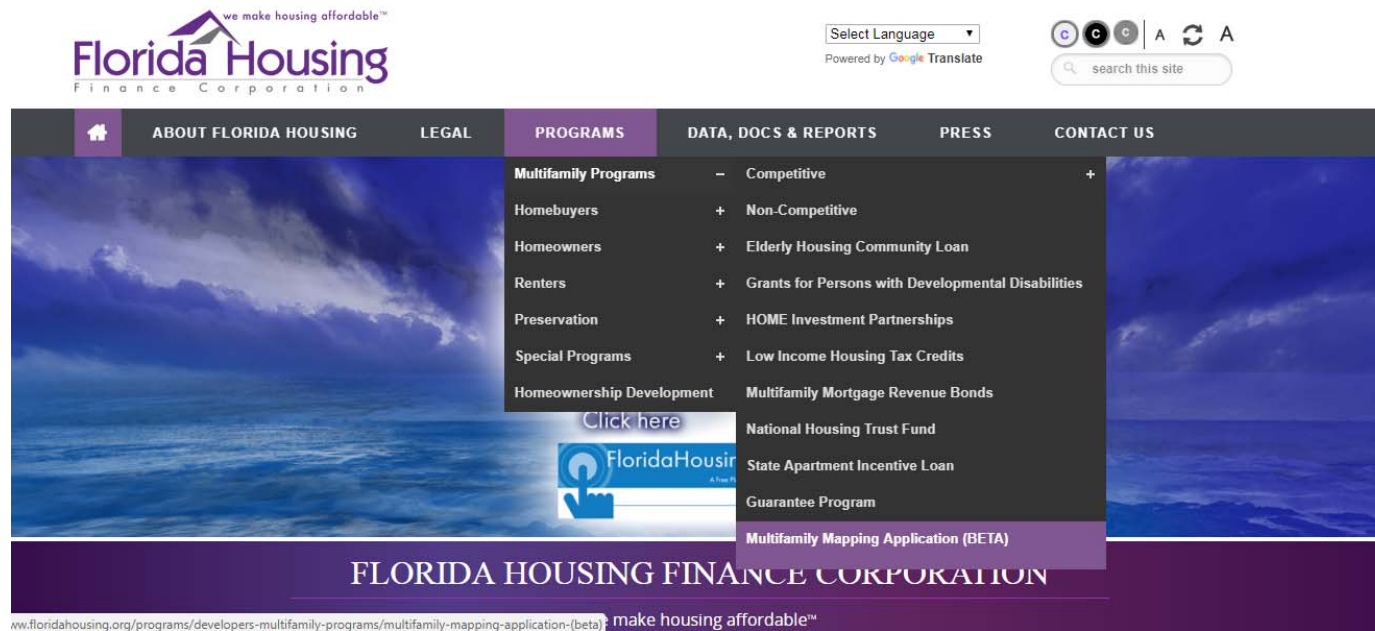 we make housing affordable™
Florida Housing
Finance Corporation
Select Language
Powered by Google Translate
C C C A A
search this site
ABOUT FLORIDA HOUSING LEGAL PROGRAMS DATA, DOCS & REPORTS PRESS CONTACT US
Multifamily Programs –
Homebuyers +
Homeowners +
Renters +
Preservation +
Special Programs +
Homeownership Development
Competitive +
Non-Competitive
Elderly Housing Community Loan
Grants for Persons with Developmental Disabilities
HOME Investment Partnerships
Low Income Housing Tax Credits
Multifamily Mortgage Revenue Bonds
National Housing Trust Fund
State Apartment Incentive Loan
Guarantee Program
Multifamily Mapping Application (BETA)
Click here
FloridaHousin
FLORIDA HOUSING FINANCE CORPORATION
make housing affordable™
ww.floridahousing.org/programs/developers-multifamily-programs/multifamily-mapping-application-(beta)